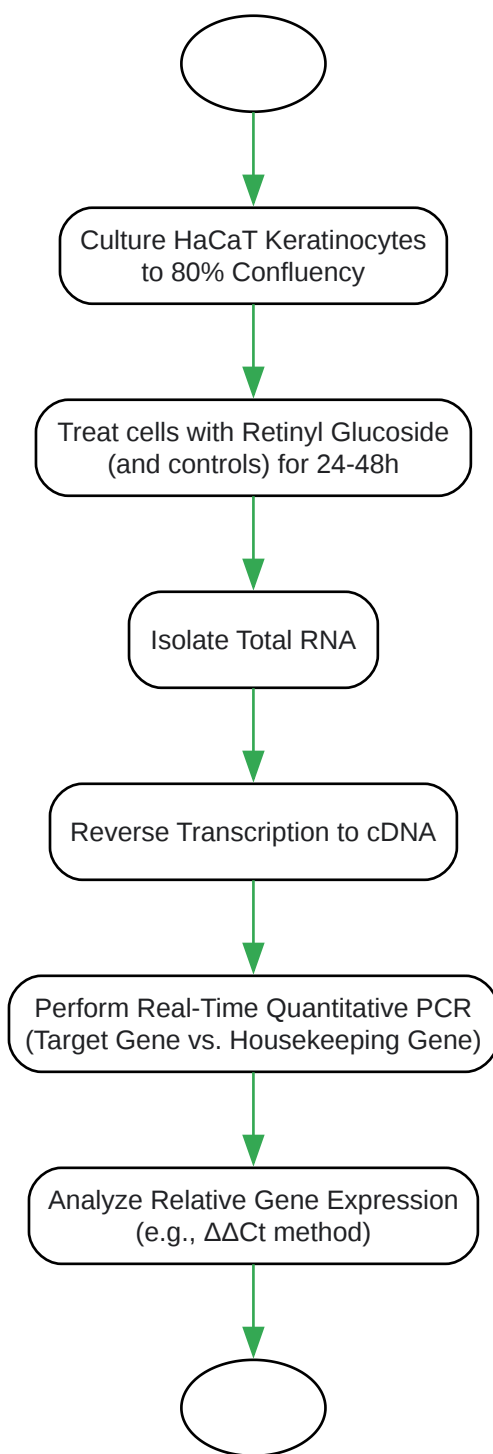 Culture HaCaT Keratinocytes
to 80% Confluency
Treat cells with Retinyl Glucoside
(and controls) for 24-48h
Isolate Total RNA
Reverse Transcription to cDNA
Perform Real-Time Quantitative PCR
(Target Gene vs. Housekeeping Gene)
Analyze Relative Gene Expression
(e.g., ΔΔCt method)